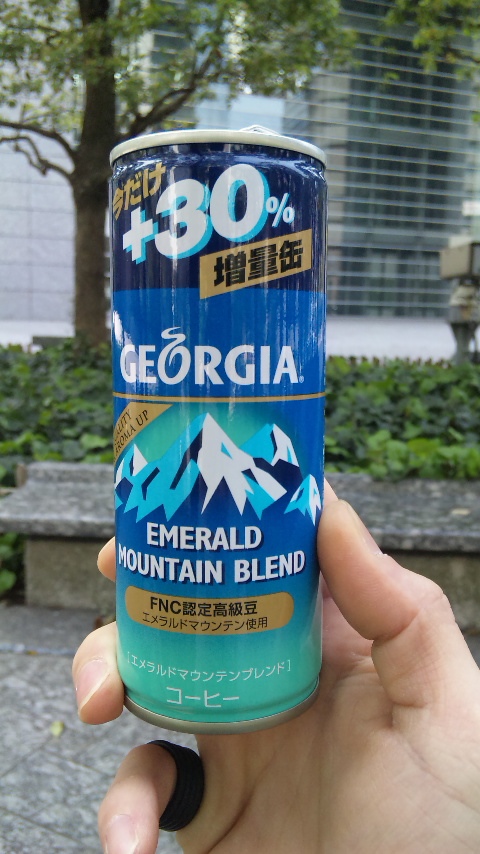 今だけ
+30%
増量缶
GEORGIA
AROMA UP
EMERALD
MOUNTAIN BLEND
FNC認定高級豆
エメラルドマウンテン使用
[エメラルドマウンテンブレンド]
コーヒー